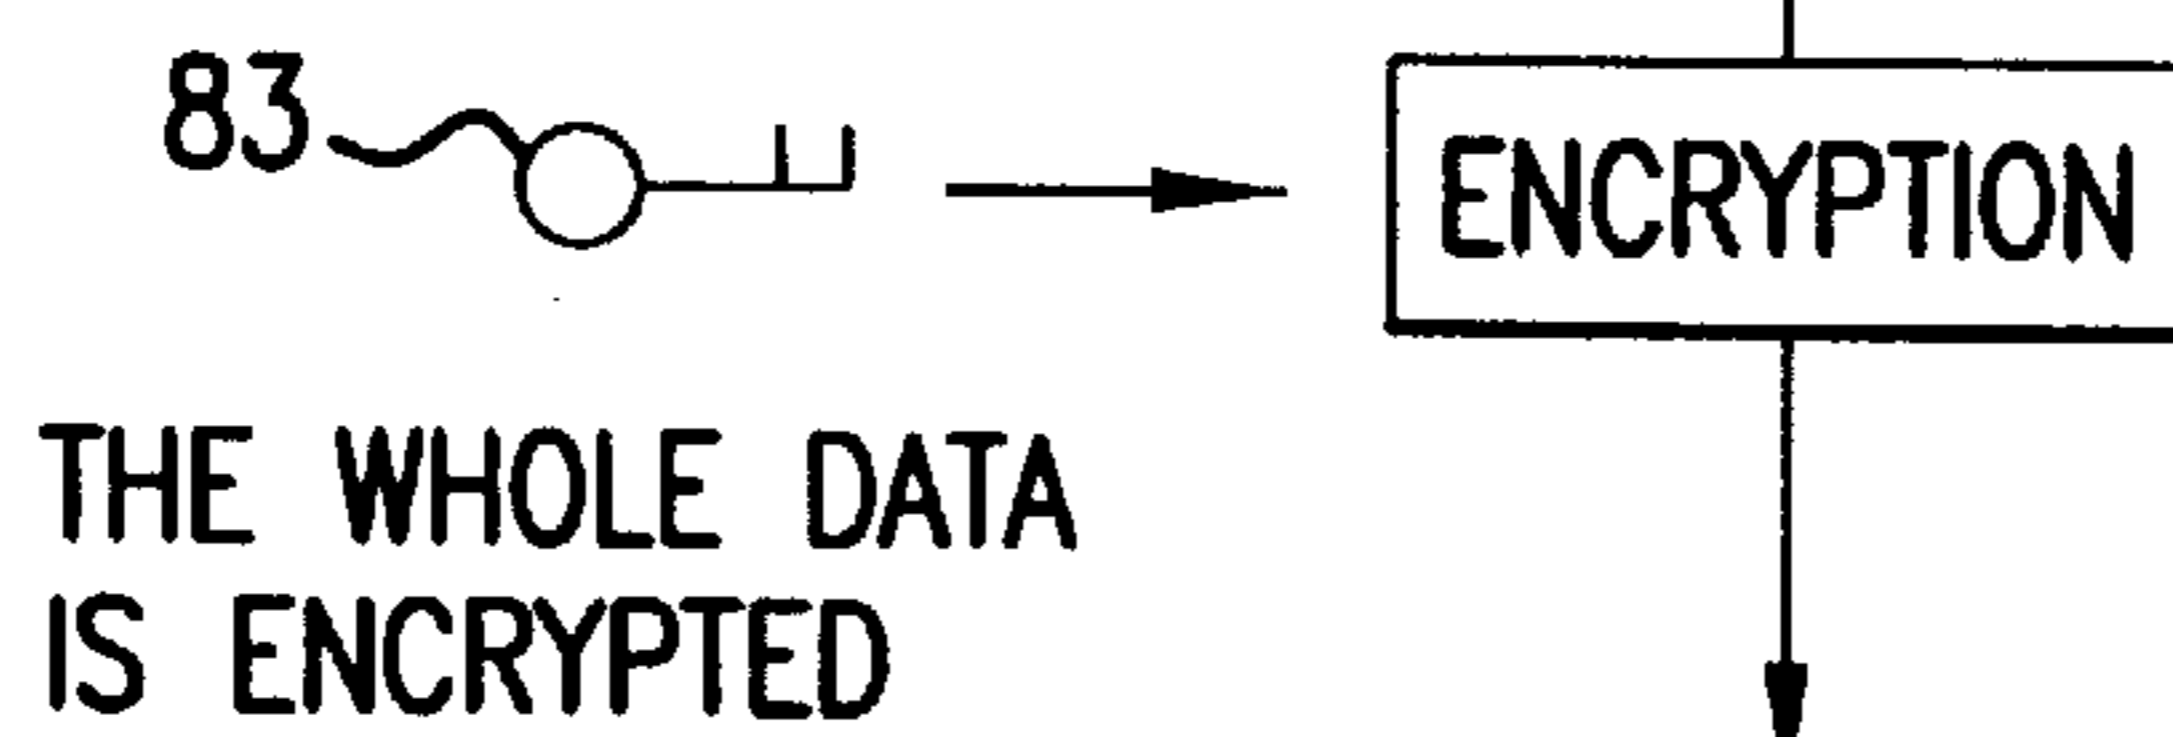 83
ENCRYPTION
THE WHOLE DATA
IS ENCRYPTED